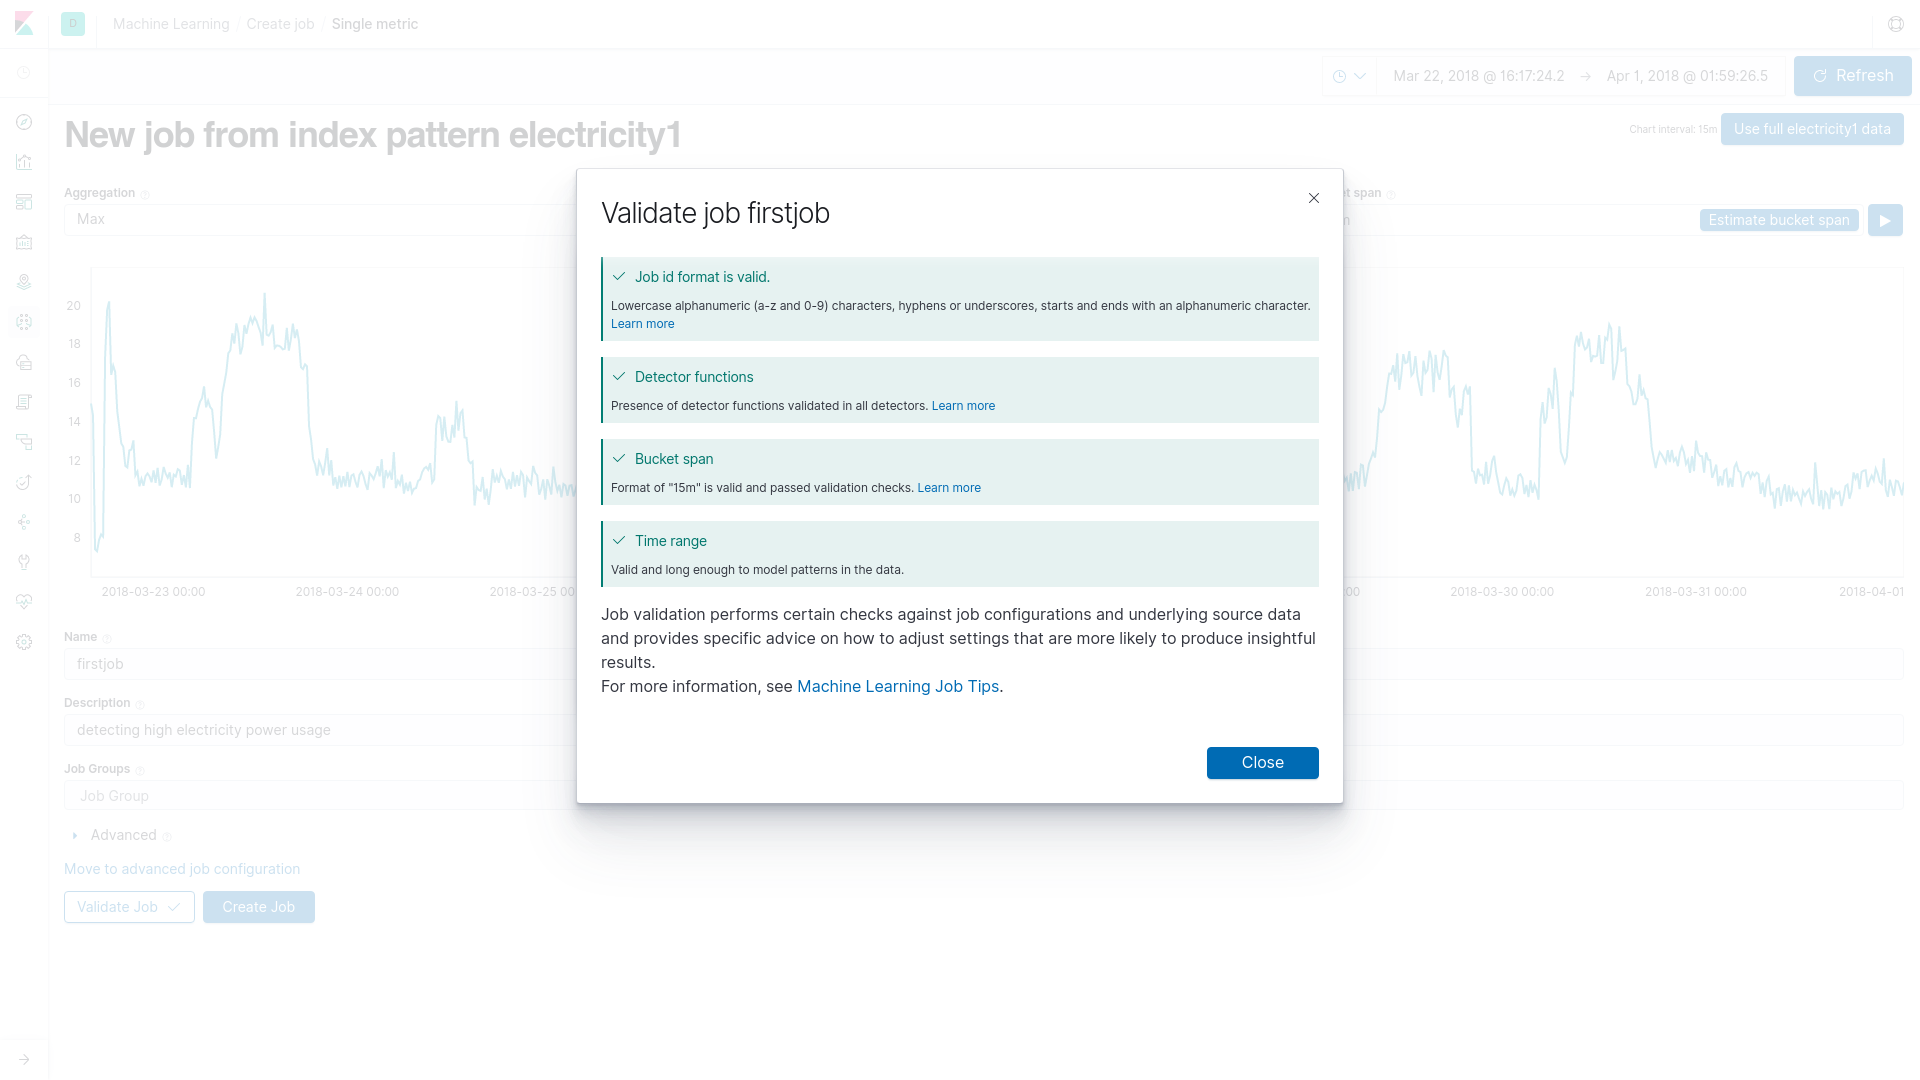 D
Machine Learning / Create job / Single metric
Mar 22, 2018 @ 16:17:24.2 → Apr 1, 2018 @ 01:59:26.5
Refresh
New job from index pattern electricity1
Chart interval: 15m
Use full electricity1 data
Aggregation
Max
t span
Estimate bucket span
20
18
16
14
12
10
8
2018-03-23 00:00
2018-03-24 00:00
2018-03-25 00
:00
2018-03-30 00:00
2018-03-31 00:00
2018-04-01
Name
firstjob
Description
detecting high electricity power usage
Job Groups
Job Group
Advanced
Move to advanced job configuration
Validate Job
Create Job
Validate job firstjob
Job id format is valid.
Lowercase alphanumeric (a-z and 0-9) characters, hyphens or underscores, starts and ends with an alphanumeric character.
Learn more
Detector functions
Presence of detector functions validated in all detectors. Learn more
Bucket span
Format of "15m" is valid and passed validation checks. Learn more
Time range
Valid and long enough to model patterns in the data.
Job validation performs certain checks against job configurations and underlying source data
and provides specific advice on how to adjust settings that are more likely to produce insightful
results.
For more information, see Machine Learning Job Tips.
Close